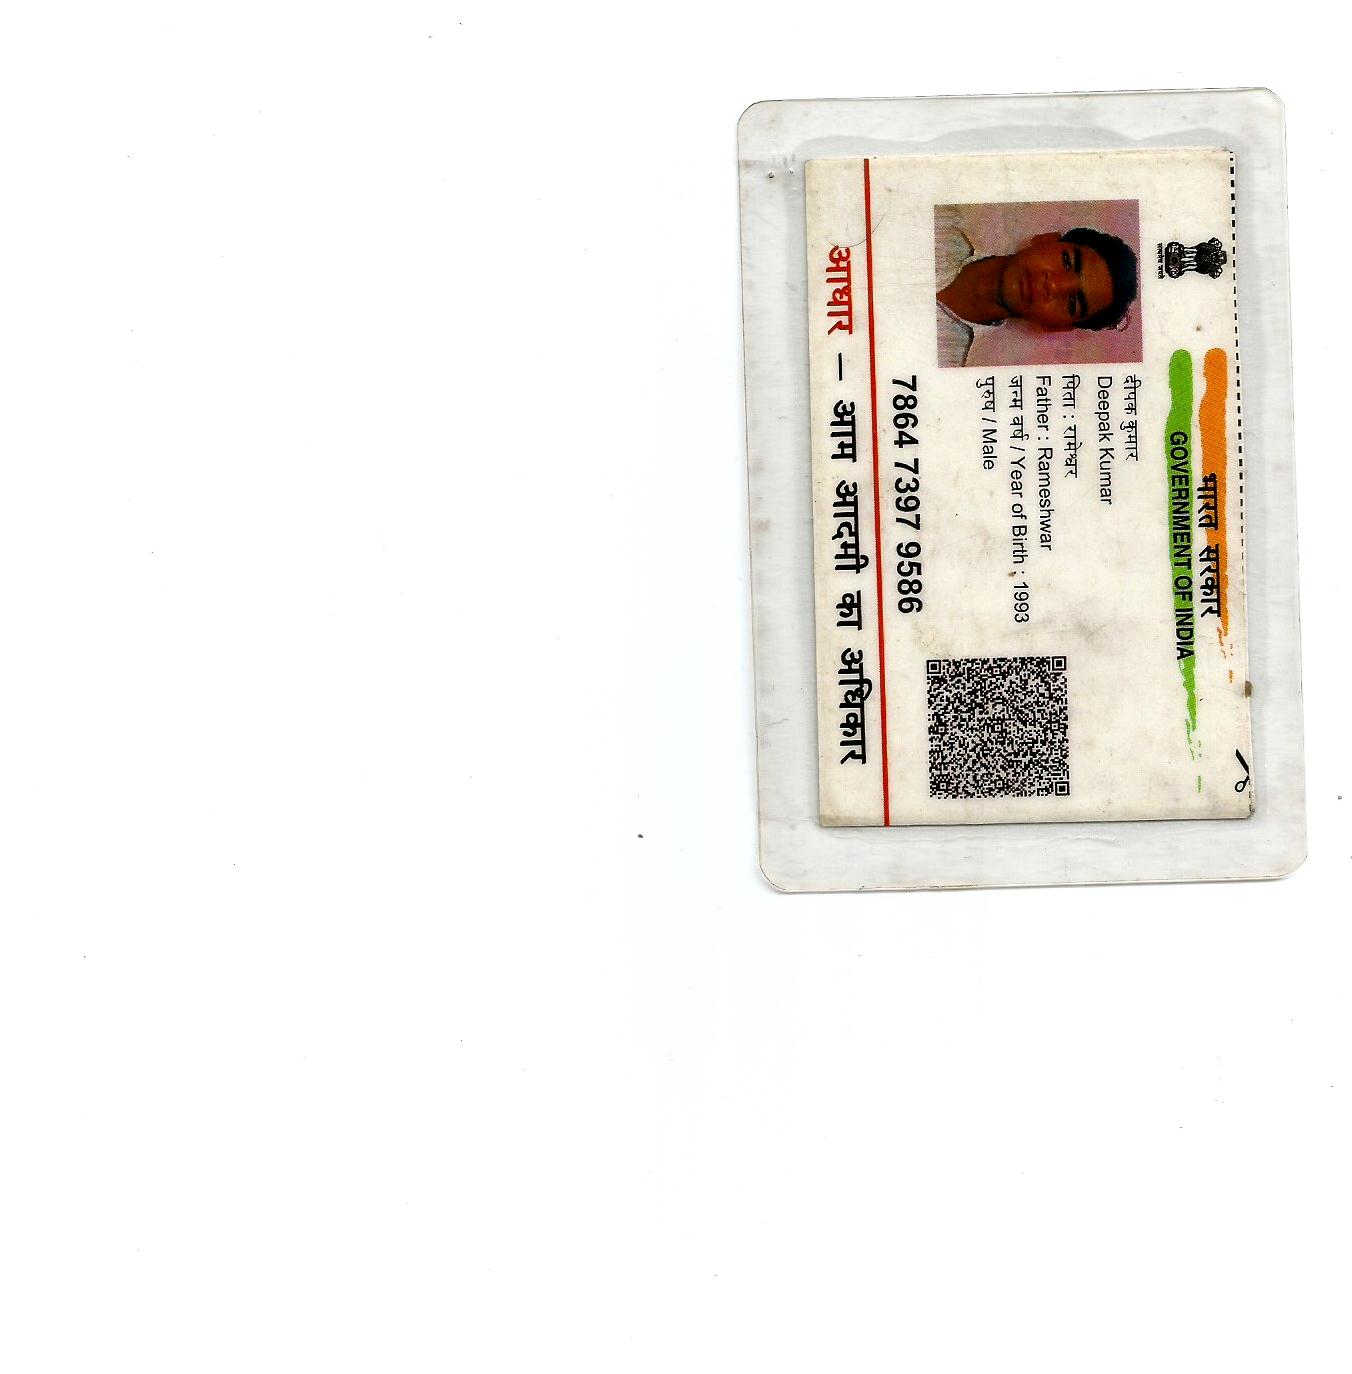 भारत सरकार
GOVERNMENT OF INDIA
सत्यमेव जयते
दीपक कुमार
Deepak Kumar
पिता : रामेश्वर
Father : Rameshwar
जन्म वर्ष / Year of Birth : 1993
पुरुष / Male
7864 7397 9586
आधार — आम आदमी का अधिकार